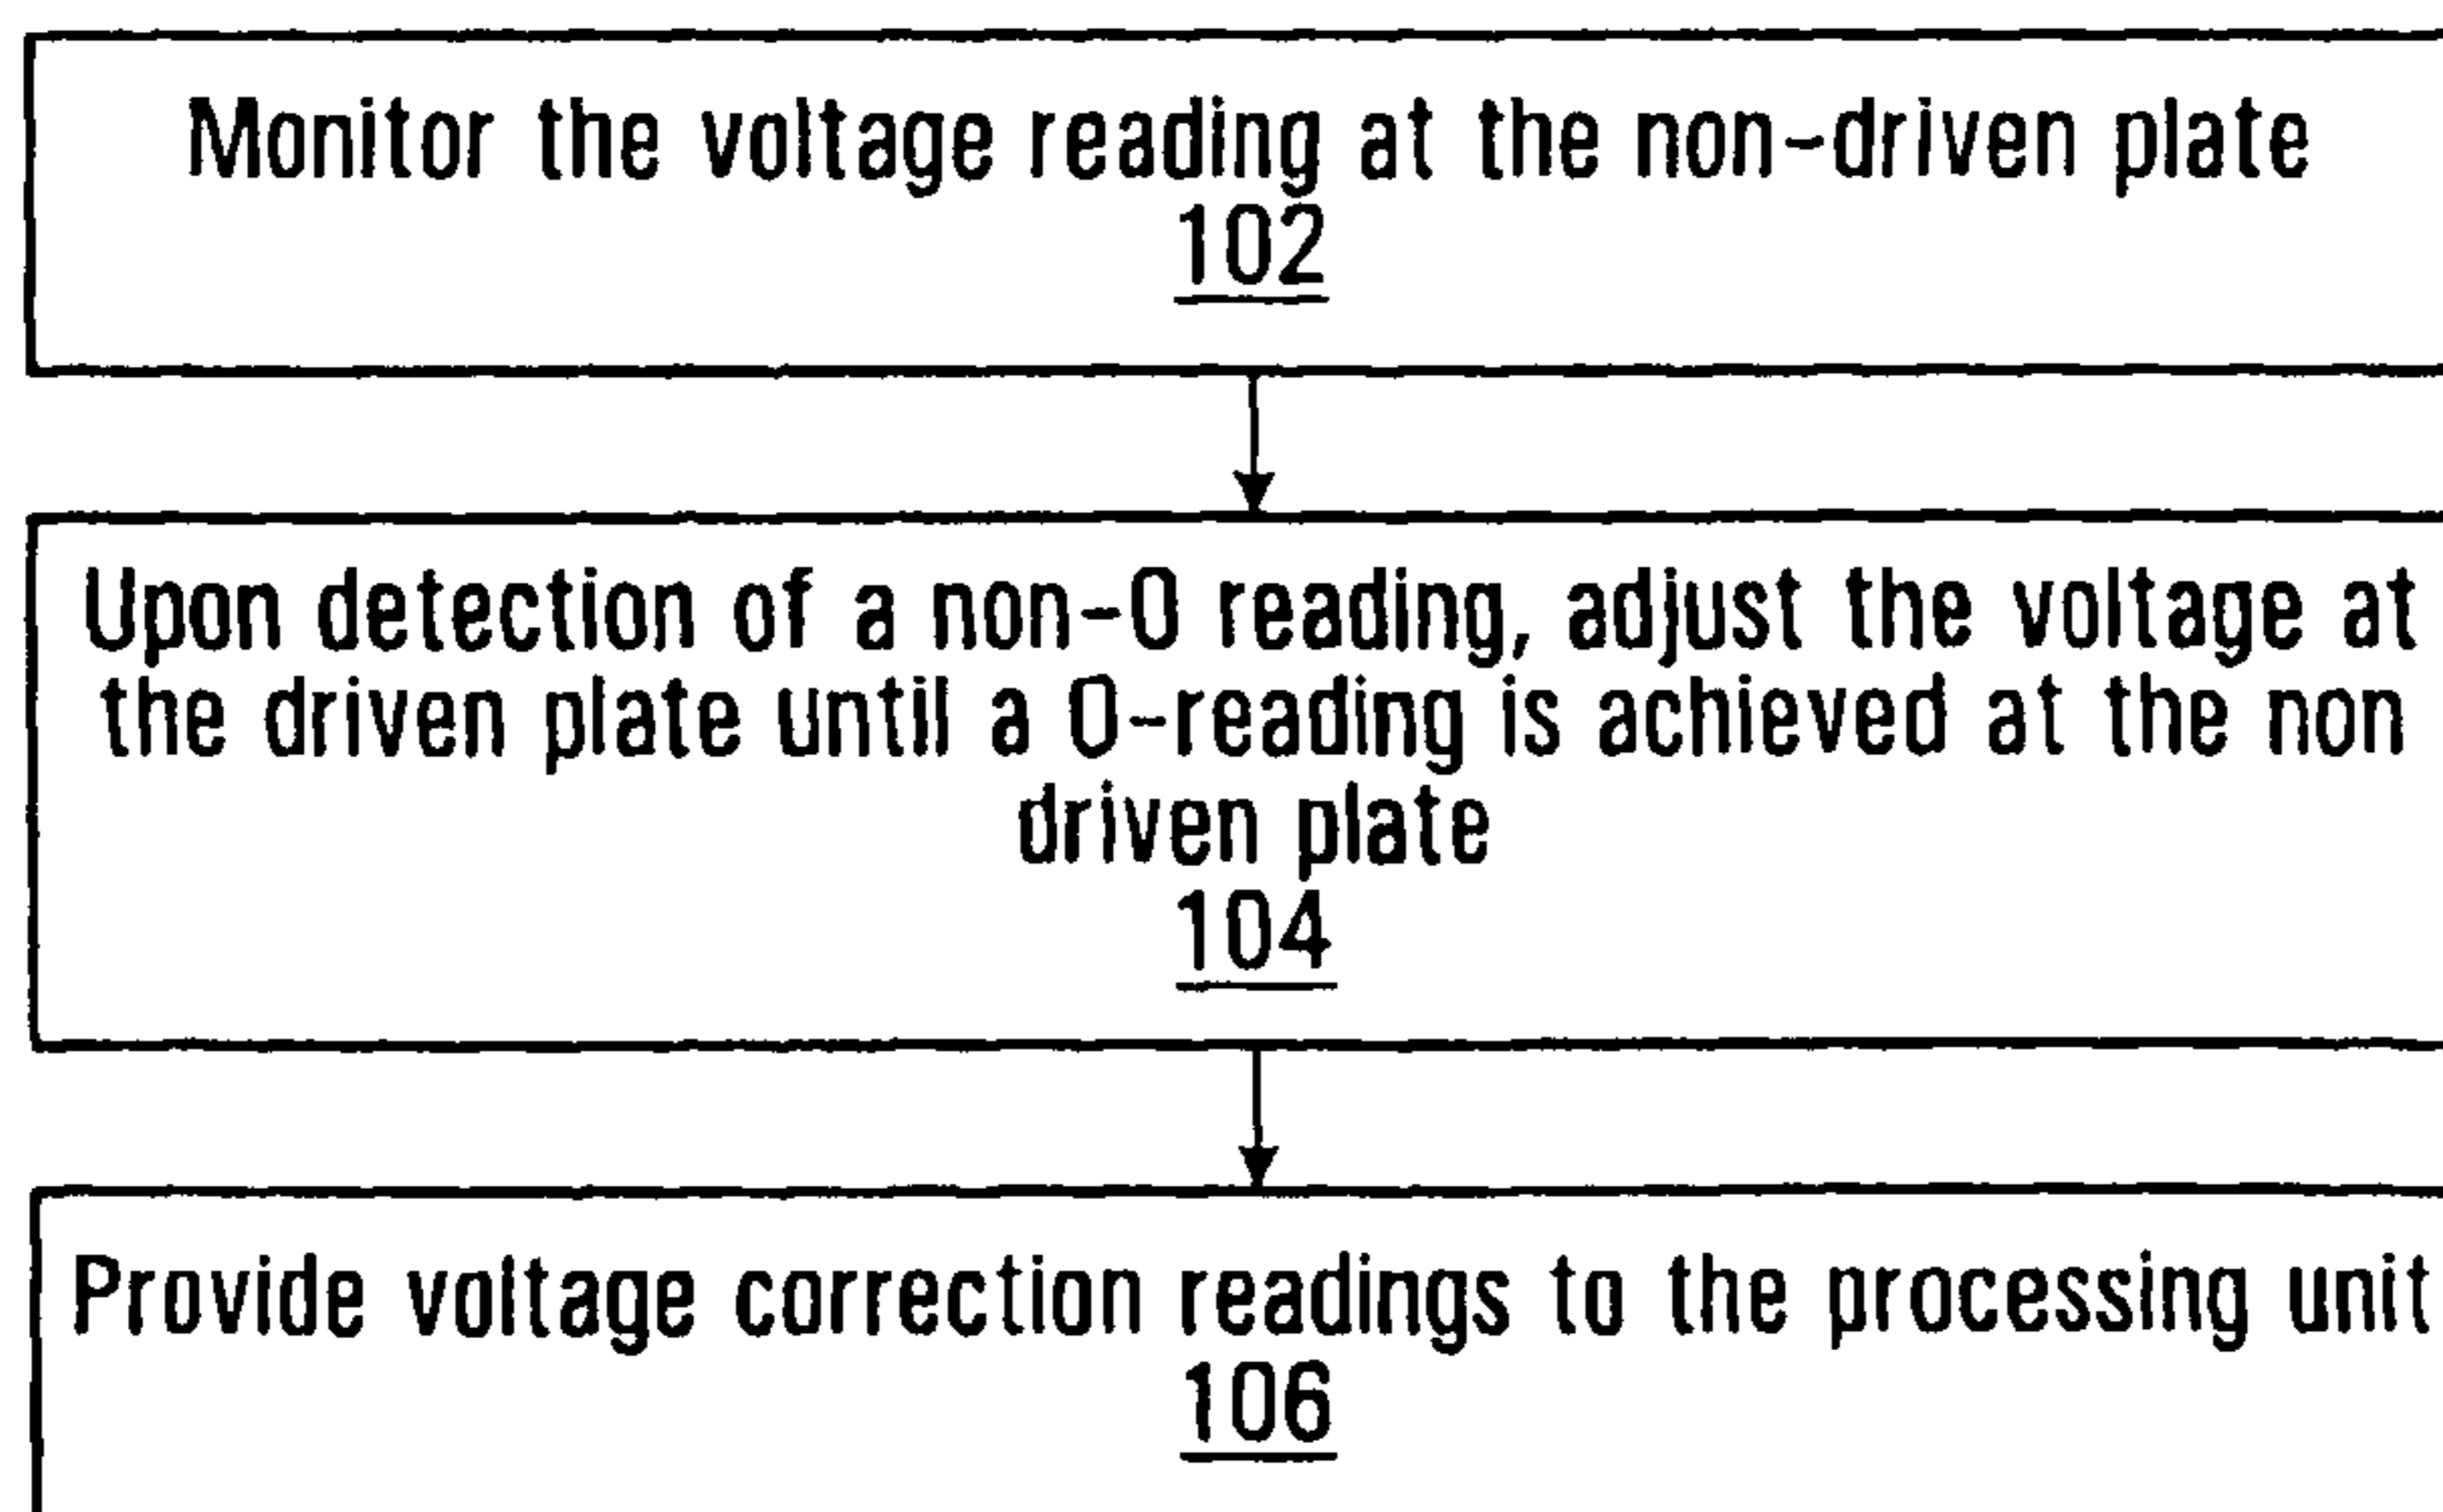 Monitor the voltage reading at the non-driven plate
102
Upon detection of a non-0 reading, adjust the voltage at
the driven plate until a 0-reading is achieved at the non
driven plate
104
Provide voltage correction readings to the processing unit
106